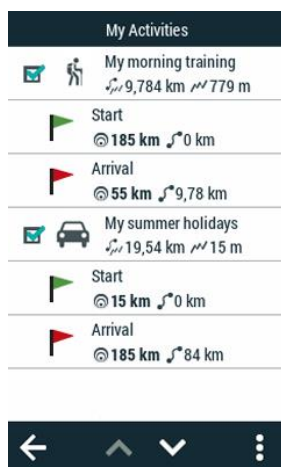 My Activities
My morning training
9,784 km 779 m
Start
185 km 0 km
Arrival
55 km 9,78 km
My summer holidays
19,54 km 15 m
Start
15 km 0 km
Arrival
185 km 84 km